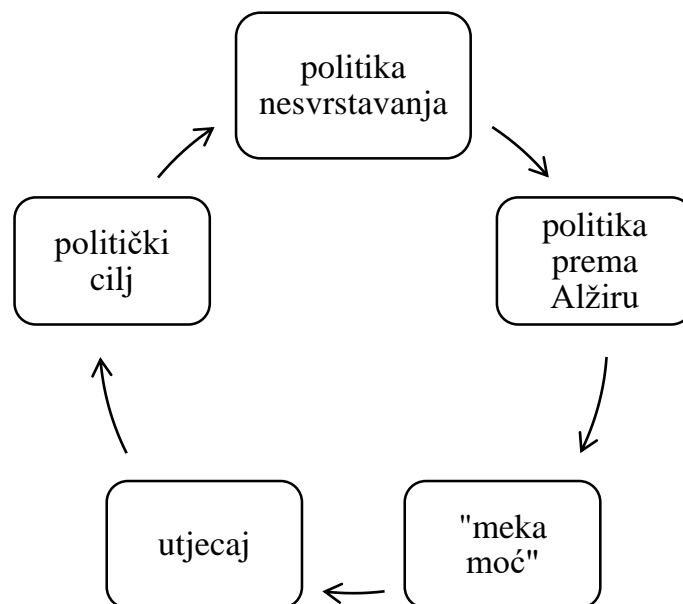 politika
nesvrstavanja
politika
prema
Alžiru
"meka
moć"
utjecaj
politički
cilj